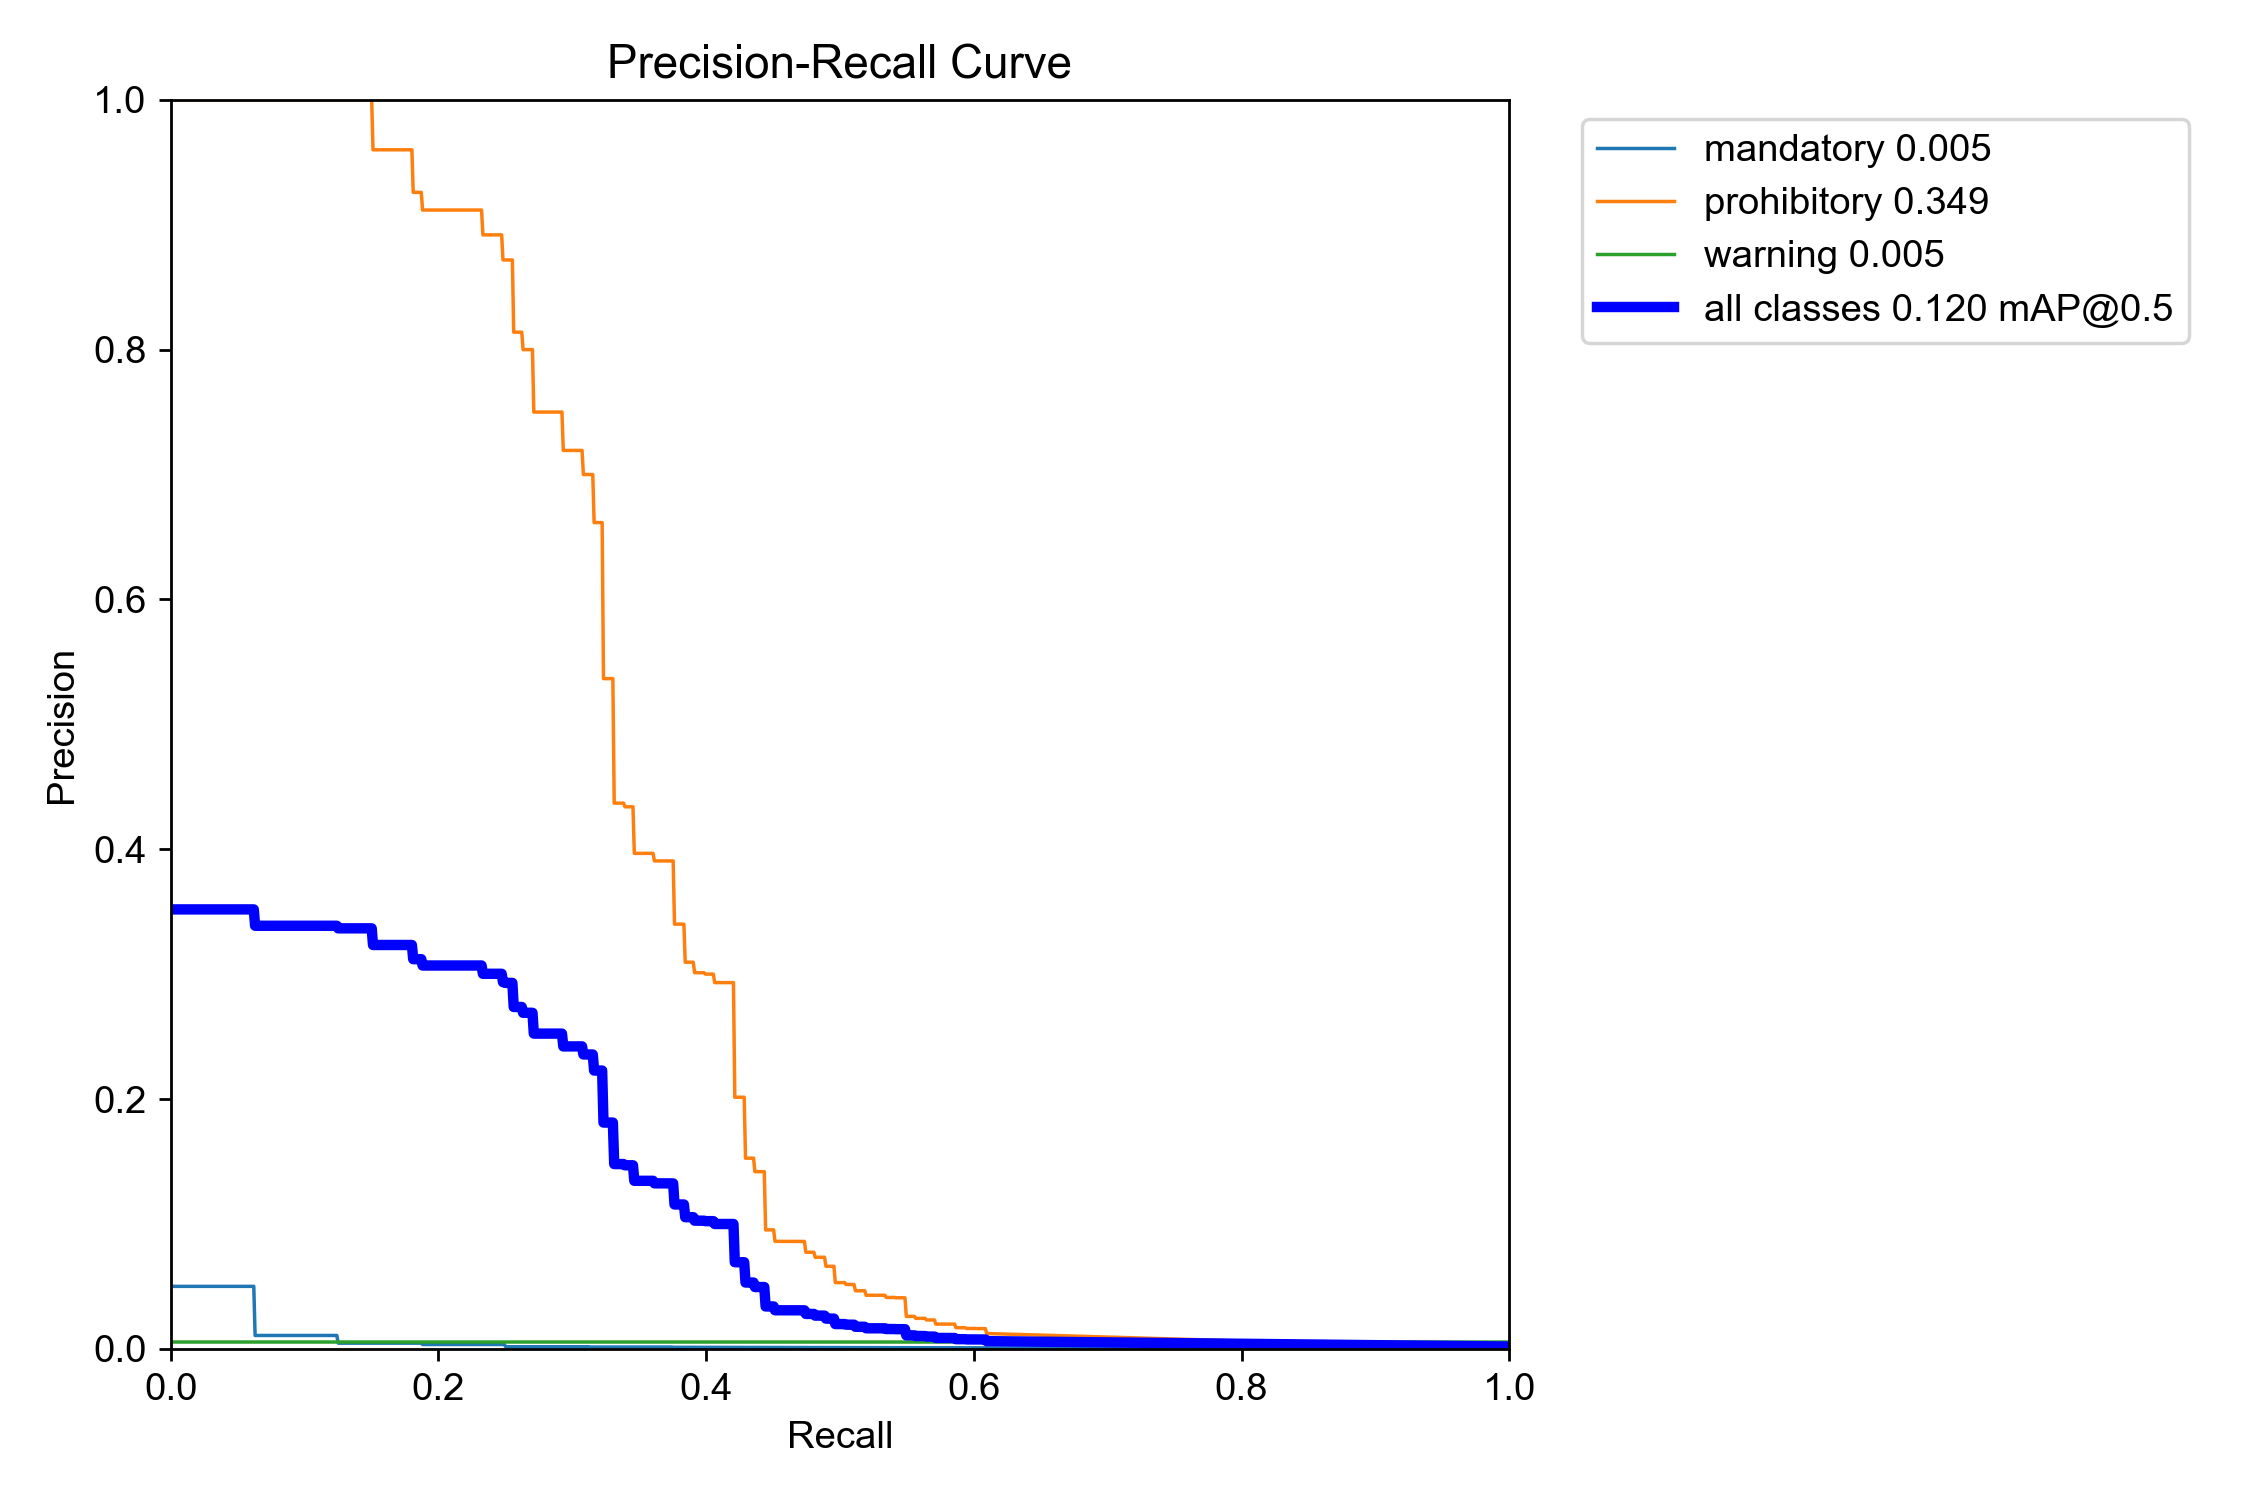 Precision-Recall Curve
1.0
0.8
0.6
0.4
0.2
0.0
Precision
0.0 0.2 0.4 0.6 0.8 1.0
Recall
mandatory 0.005
prohibitory 0.349
warning 0.005
all classes 0.120 mAP@0.5